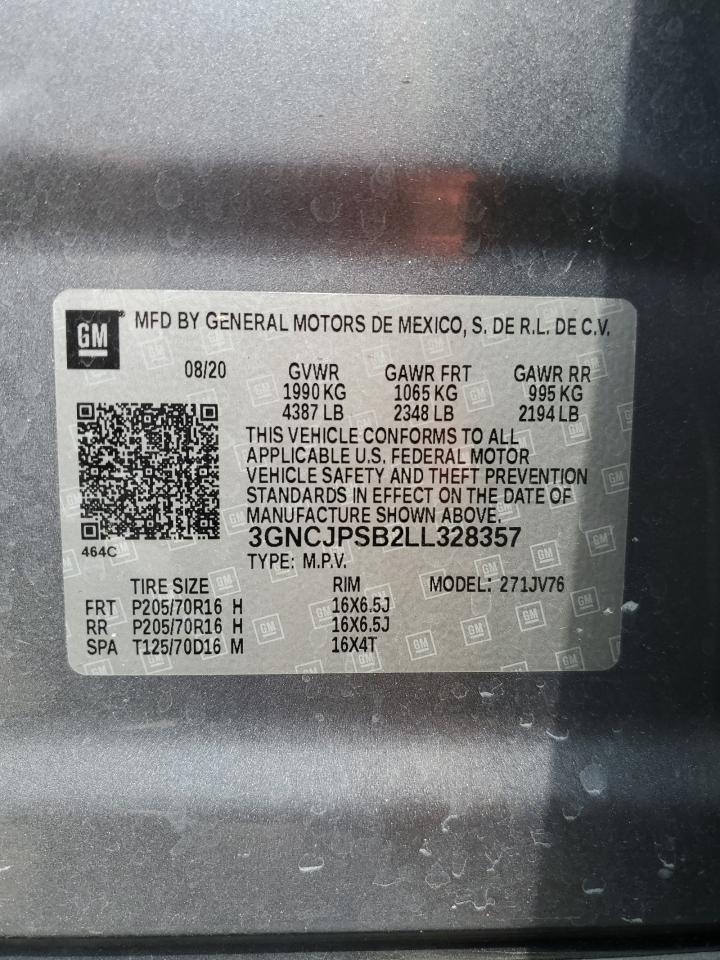 GM
MFD BY GENERAL MOTORS DE MEXICO, S. DE R.L. DE C.V.
08/20 GVWR GAWR FRT GAWR RR
1990 KG 1065 KG 995 KG
4387 LB 2348 LB 2194 LB
THIS VEHICLE CONFORMS TO ALL
APPLICABLE U.S. FEDERAL MOTOR
VEHICLE SAFETY AND THEFT PREVENTION
STANDARDS IN EFFECT ON THE DATE OF
MANUFACTURE SHOWN ABOVE.
464C
3GNCJPSB2LL328357
TYPE: M.P.V.
TIRE SIZE RIM MODEL: 271JV76
FRT P205/70R16 H 16X6.5J
RR P205/70R16 H 16X6.5J
SPA T125/70D16 M 16X4T